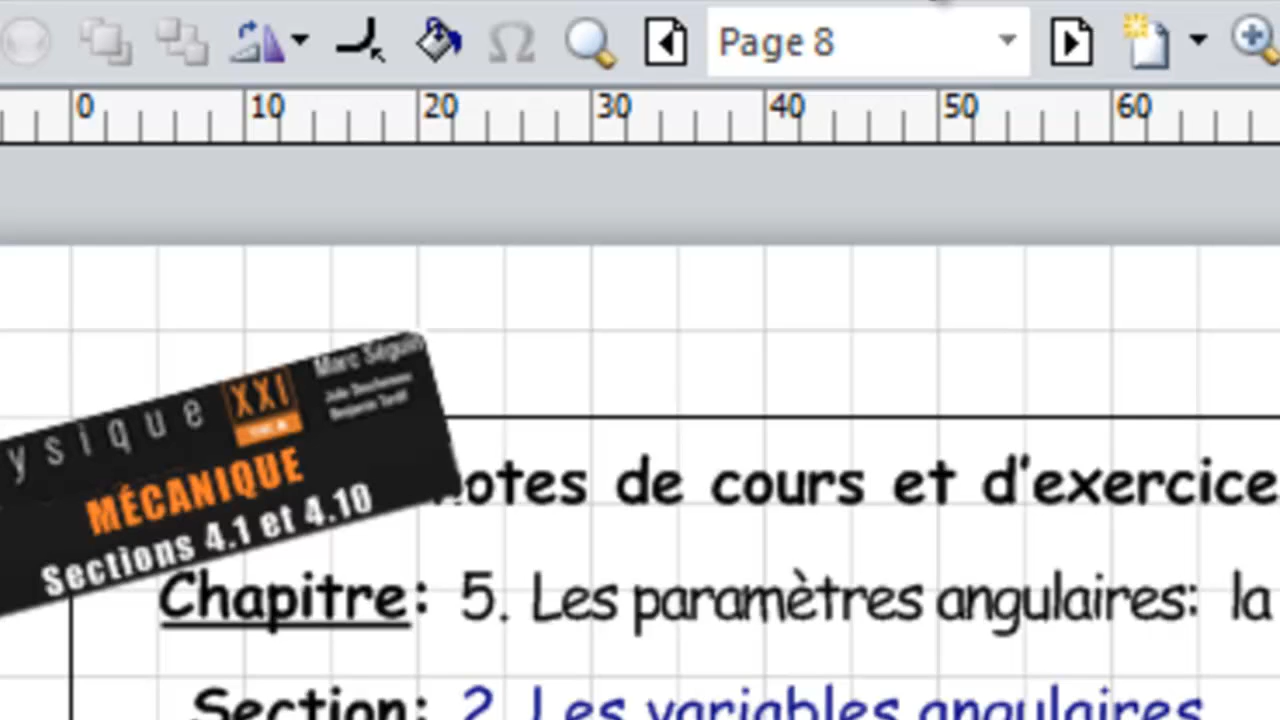 Page 8
0 10 20 30 40 50 60
Marc Séguin
ysique XXI
MÉCANIQUE
Sections 4.1 et 4.10
notes de cours et d'exercice
Chapitre: 5. Les paramètres angulaires: la
Section: 2. Les variables angulaires